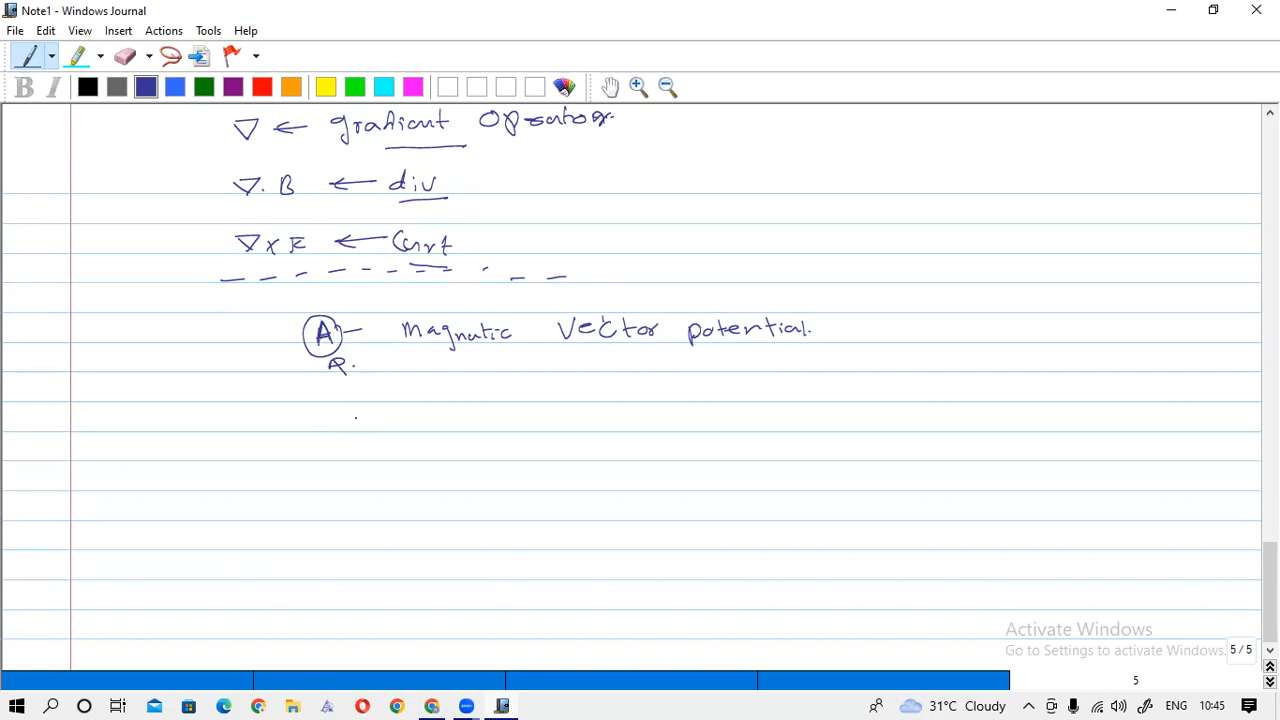 Note1 - Windows Journal
File Edit View Insert Actions Tools Help
B I
∇ ← gradient Operator
∇. B ← div
∇ x E ← Curl
A - Magnatic Vector potential.
A.
Activate Windows
Go to Settings to activate Windows.
5 / 5
5
31°C Cloudy ENG 10:45